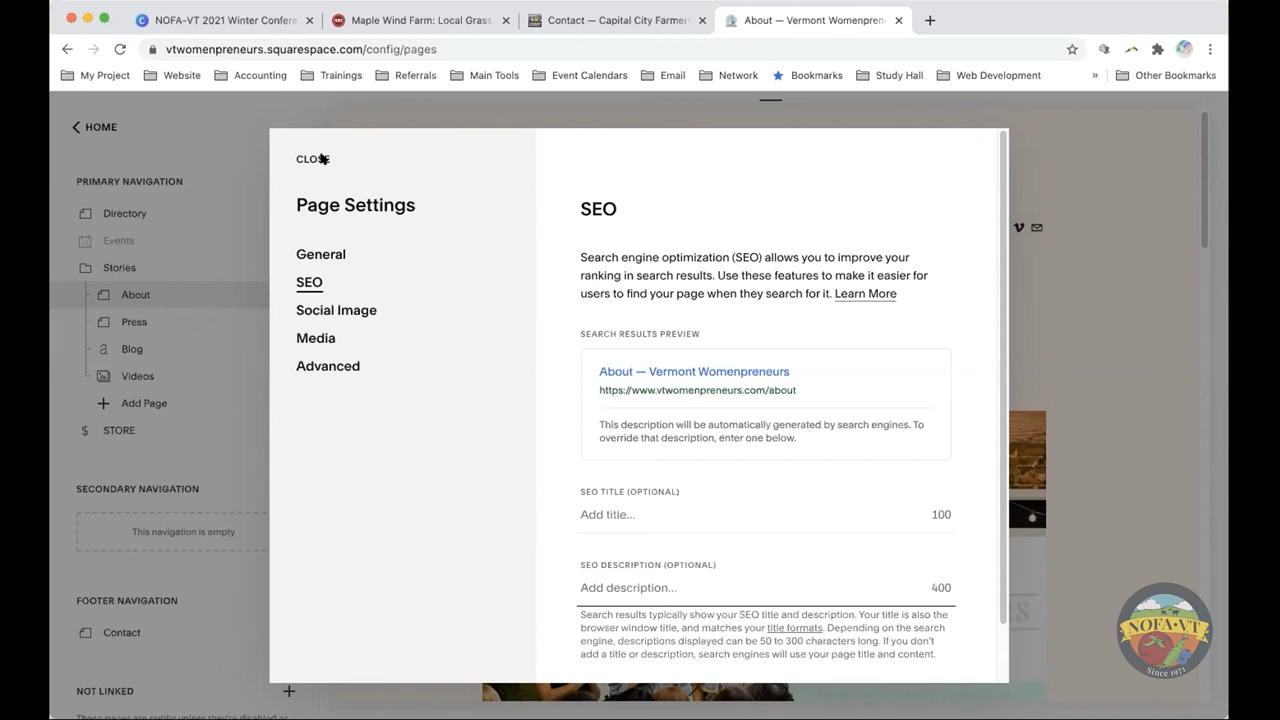 NOFA-VT 2021 Winter Confere
Maple Wind Farm: Local Grass
Contact — Capital City Farmer
About — Vermont Womenpren
vtwomenpreneurs.squarespace.com/config/pages
My Project
Website
Accounting
Trainings
Referrals
Main Tools
Event Calendars
Email
Network
Bookmarks
Study Hall
Web Development
»
Other Bookmarks
HOME
PRIMARY NAVIGATION
Directory
Events
Stories
About
Press
Blog
Videos
Add Page
STORE
SECONDARY NAVIGATION
This navigation is empty
FOOTER NAVIGATION
Contact
NOT LINKED
CLOSE
Page Settings
General
SEO
Social Image
Media
Advanced
SEO
Search engine optimization (SEO) allows you to improve your
ranking in search results. Use these features to make it easier for
users to find your page when they search for it. Learn More
SEARCH RESULTS PREVIEW
About — Vermont Womenpreneurs
https://www.vtwomenpreneurs.com/about
This description will be automatically generated by search engines. To
override that description, enter one below.
SEO TITLE (OPTIONAL)
Add title... 100
SEO DESCRIPTION (OPTIONAL)
Add description... 400
Search results typically show your SEO title and description. Your title is also the
browser window title, and matches your title formats. Depending on the search
engine, descriptions displayed can be 50 to 300 characters long. If you don't
add a title or description, search engines will use your page title and content.
NOFA·VT
Since 1971